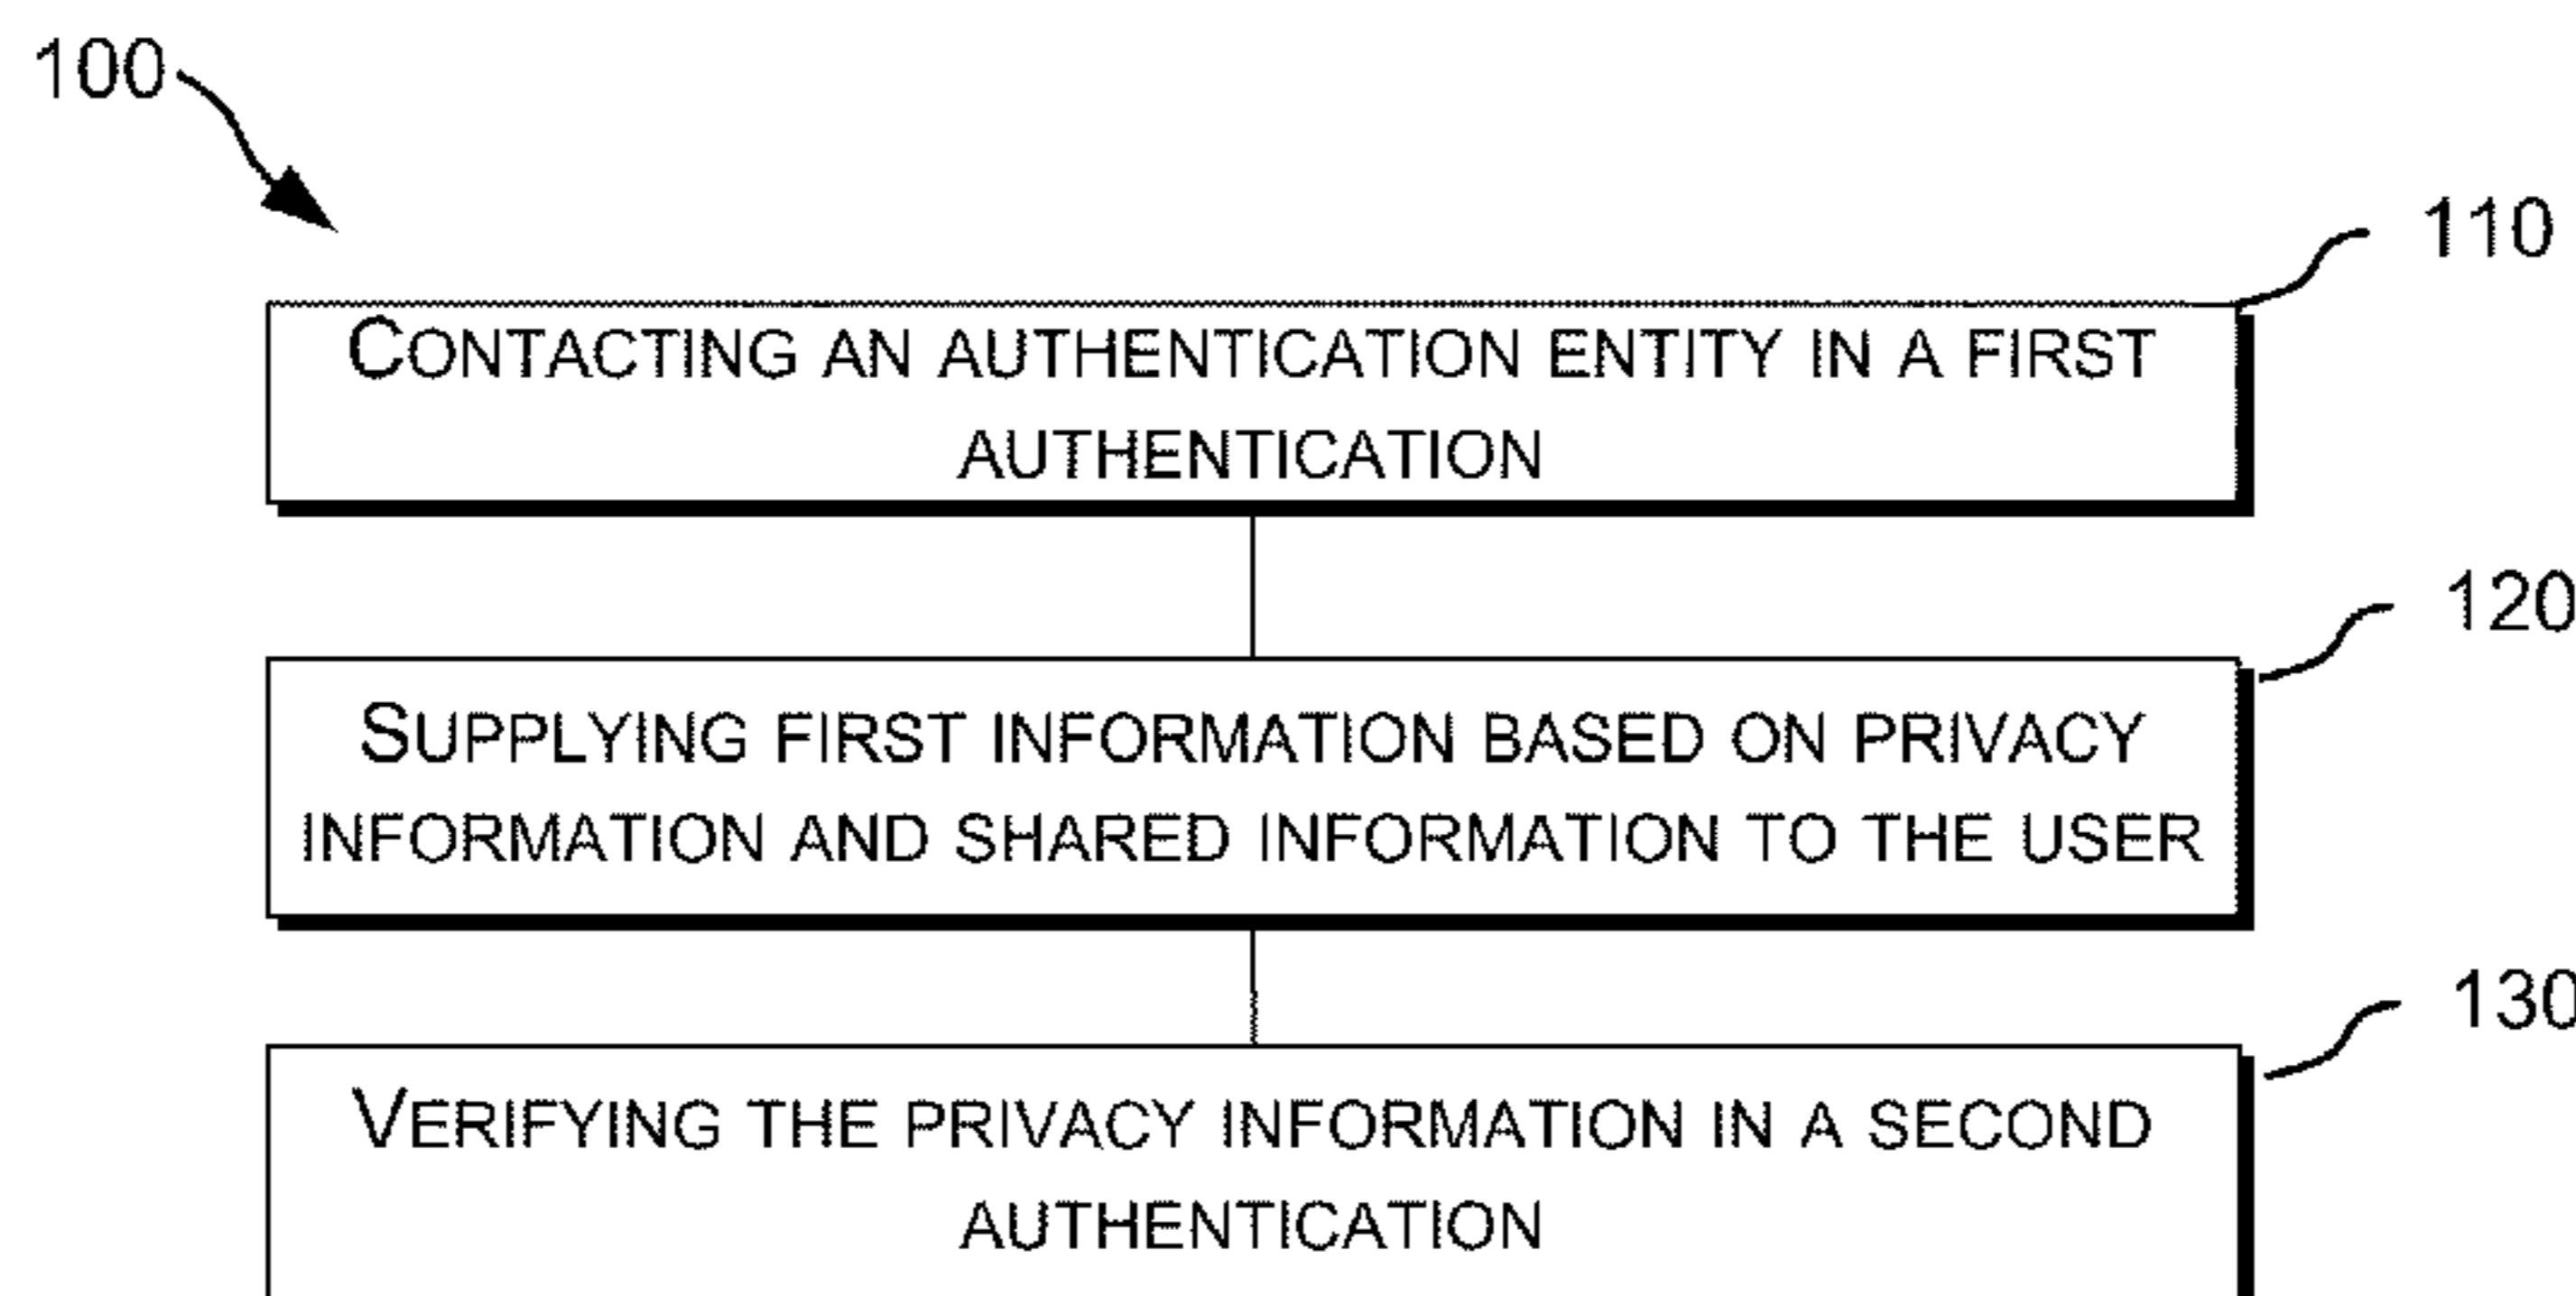 100
110
CONTACTING AN AUTHENTICATION ENTITY IN A FIRST
AUTHENTICATION
120
SUPPLYING FIRST INFORMATION BASED ON PRIVACY
INFORMATION AND SHARED INFORMATION TO THE USER
130
VERIFYING THE PRIVACY INFORMATION IN A SECOND
AUTHENTICATION